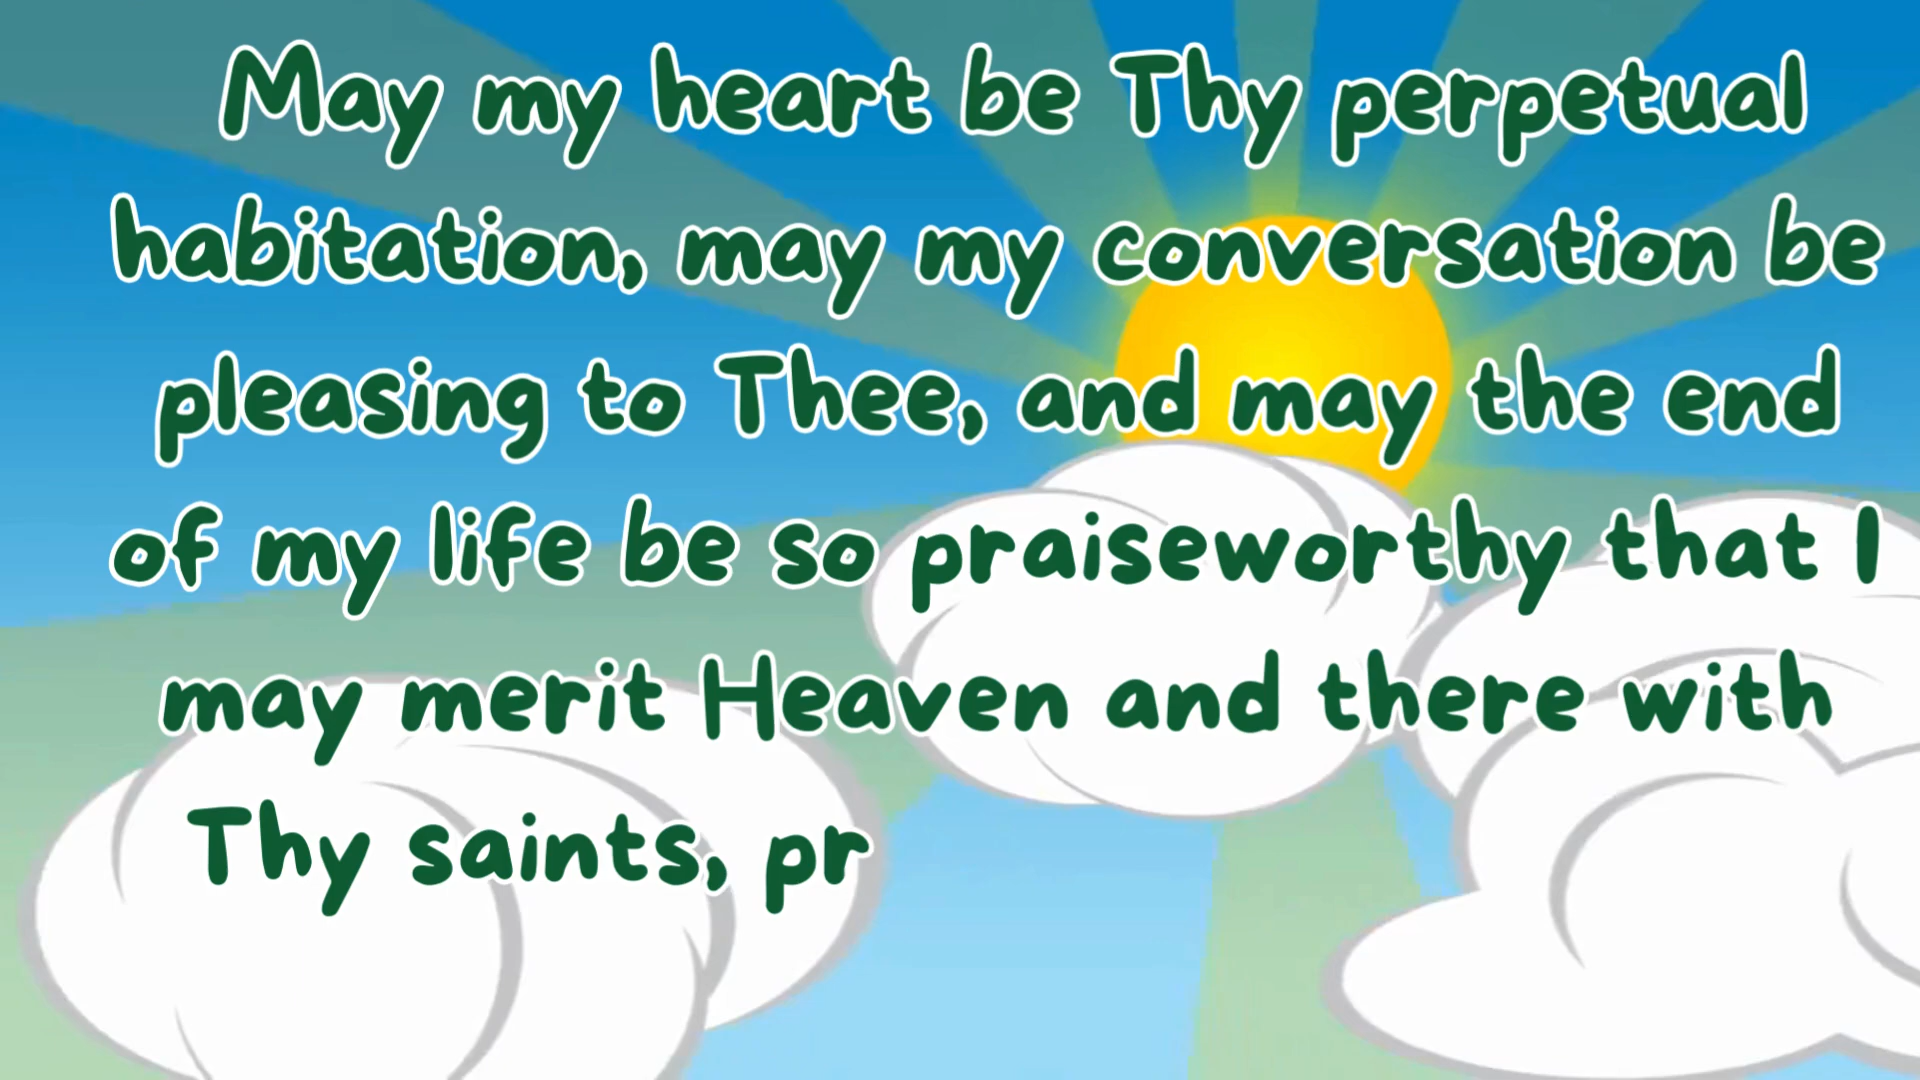 May my heart be Thy perpetual
habitation, may my conversation be
pleasing to Thee, and may the end
of my life be so praiseworthy that I
may merit Heaven and there with
Thy saints, pr